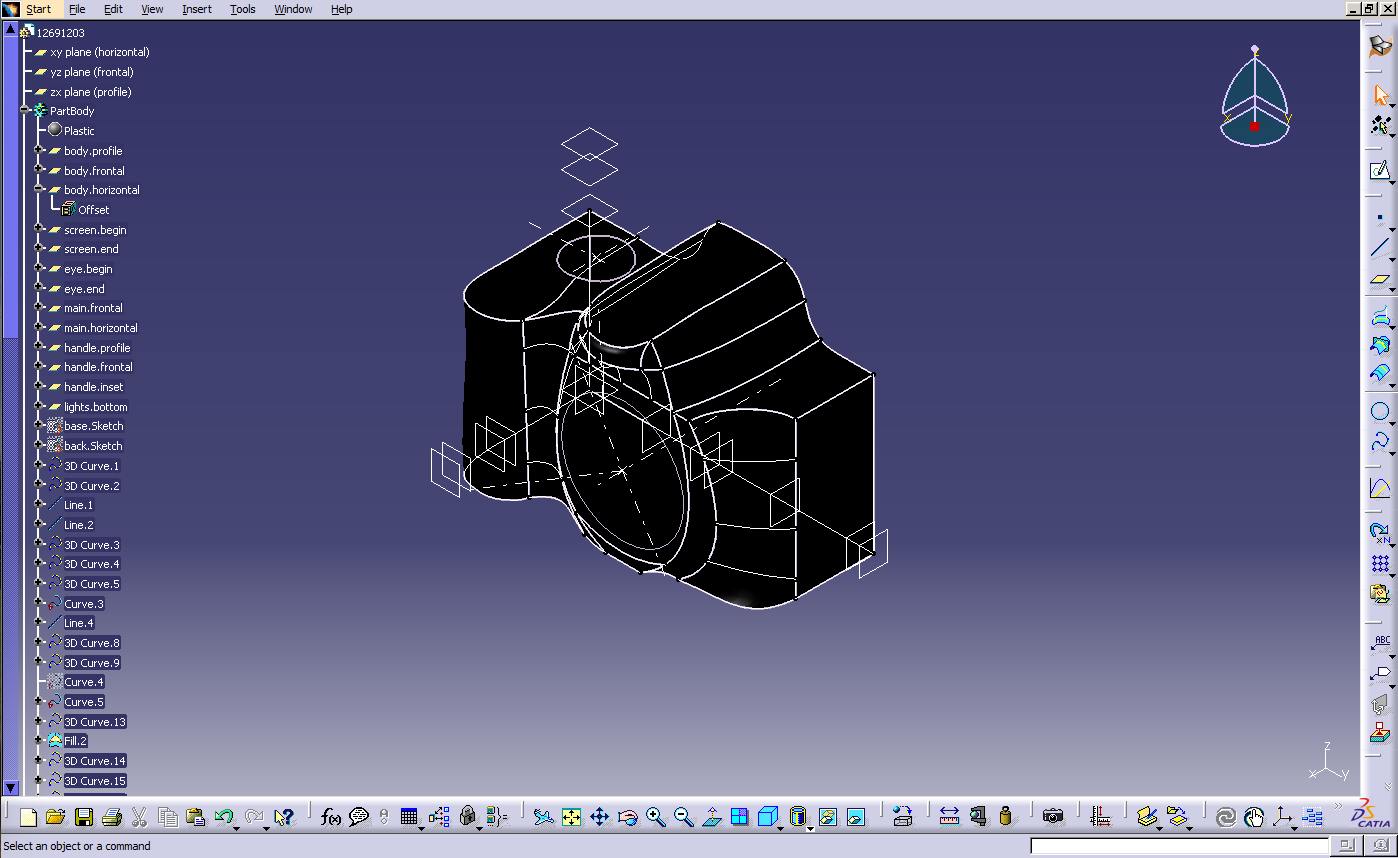 Start File Edit View Insert Tools Window Help
12691203
xy plane (horizontal)
yz plane (frontal)
zx plane (profile)
PartBody
Plastic
body.profile
body.frontal
body.horizontal
Offset
screen.begin
screen.end
eye.begin
eye.end
main.frontal
main.horizontal
handle.profile
handle.frontal
handle.inset
lights.bottom
base.Sketch
back.Sketch
3D Curve.1
3D Curve.2
Line.1
Line.2
3D Curve.3
3D Curve.4
3D Curve.5
Curve.3
Line.4
3D Curve.8
3D Curve.9
Curve.4
Curve.5
3D Curve.13
Fill.2
3D Curve.14
3D Curve.15
z
x y
ABC
f(x)
CATIA
Select an object or a command